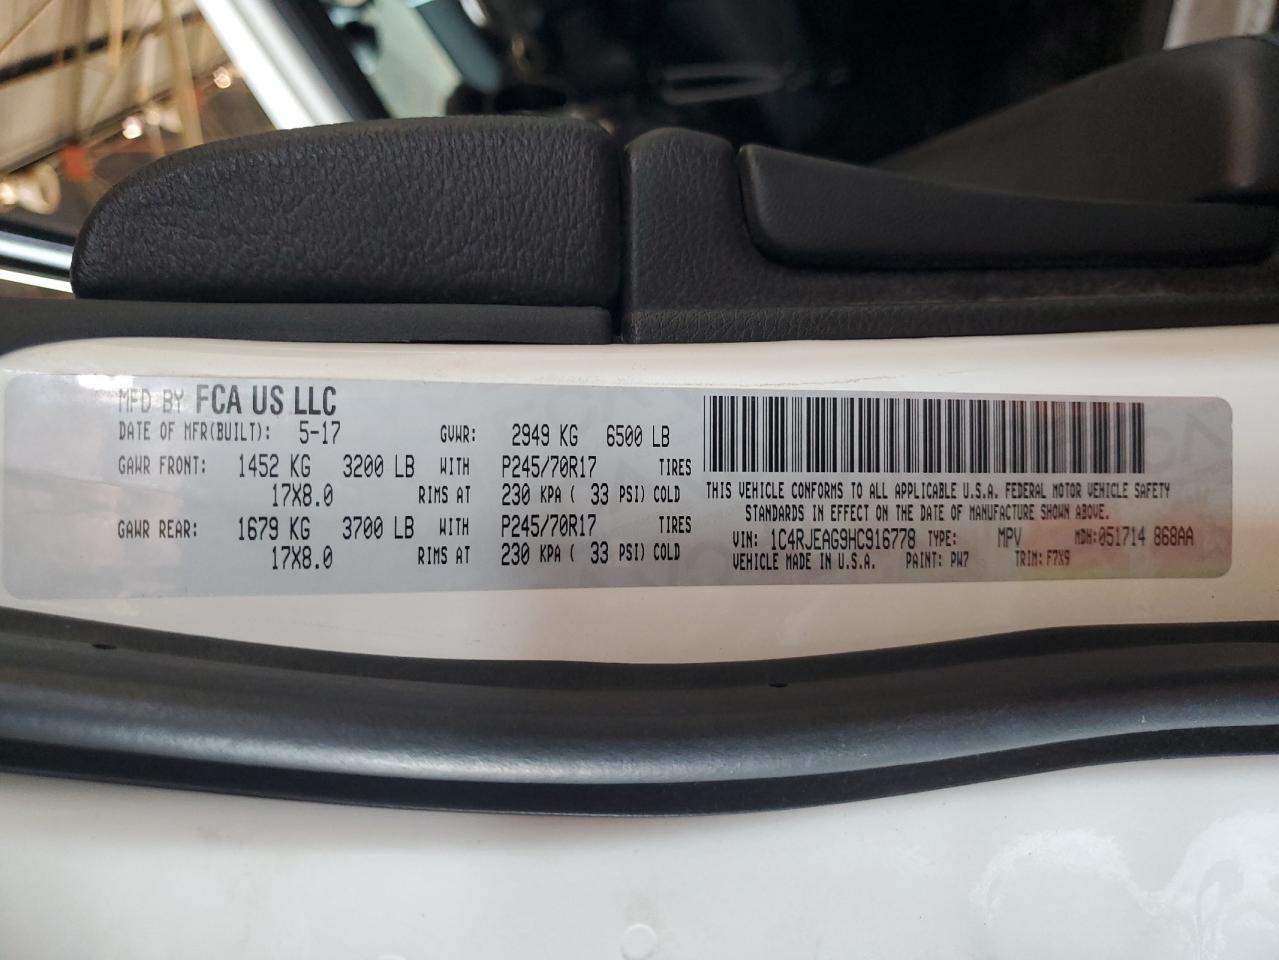 MFD BY FCA US LLC
DATE OF MFR(BUILT): 5-17 GVWR: 2949 KG 6500 LB
GAWR FRONT: 1452 KG 3200 LB WITH P245/70R17 TIRES
17X8.0 RIMS AT 230 KPA ( 33 PSI) COLD
GAWR REAR: 1679 KG 3700 LB WITH P245/70R17 TIRES
17X8.0 RIMS AT 230 KPA ( 33 PSI) COLD
THIS VEHICLE CONFORMS TO ALL APPLICABLE U.S.A. FEDERAL MOTOR VEHICLE SAFETY
STANDARDS IN EFFECT ON THE DATE OF MANUFACTURE SHOWN ABOVE.
VIN: 1C4RJEAG9HC916778 TYPE: MPV MDH:051714 868AA
VEHICLE MADE IN U.S.A. PAINT: PW7 TRIM: F7X9